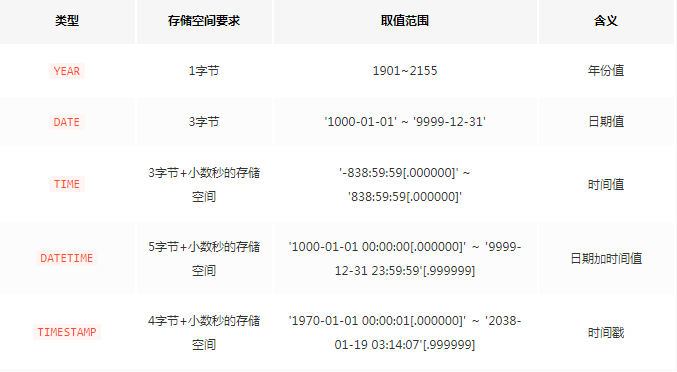 类型 存储空间要求 取值范围 含义
YEAR 1字节 1901~2155 年份值
DATE 3字节 '1000-01-01' ~ '9999-12-31' 日期值
TIME 3字节+小数秒的存储
空间 '-838:59:59[.000000]' ~
'838:59:59[.000000]' 时间值
DATETIME 5字节+小数秒的存储
空间 '1000-01-01 00:00:00[.000000]' ~ '9999-
12-31 23:59:59'[.999999] 日期加时间值
TIMESTAMP 4字节+小数秒的存储
空间 '1970-01-01 00:00:01[.000000]' ~ '2038-
01-19 03:14:07'[.999999] 时间戳